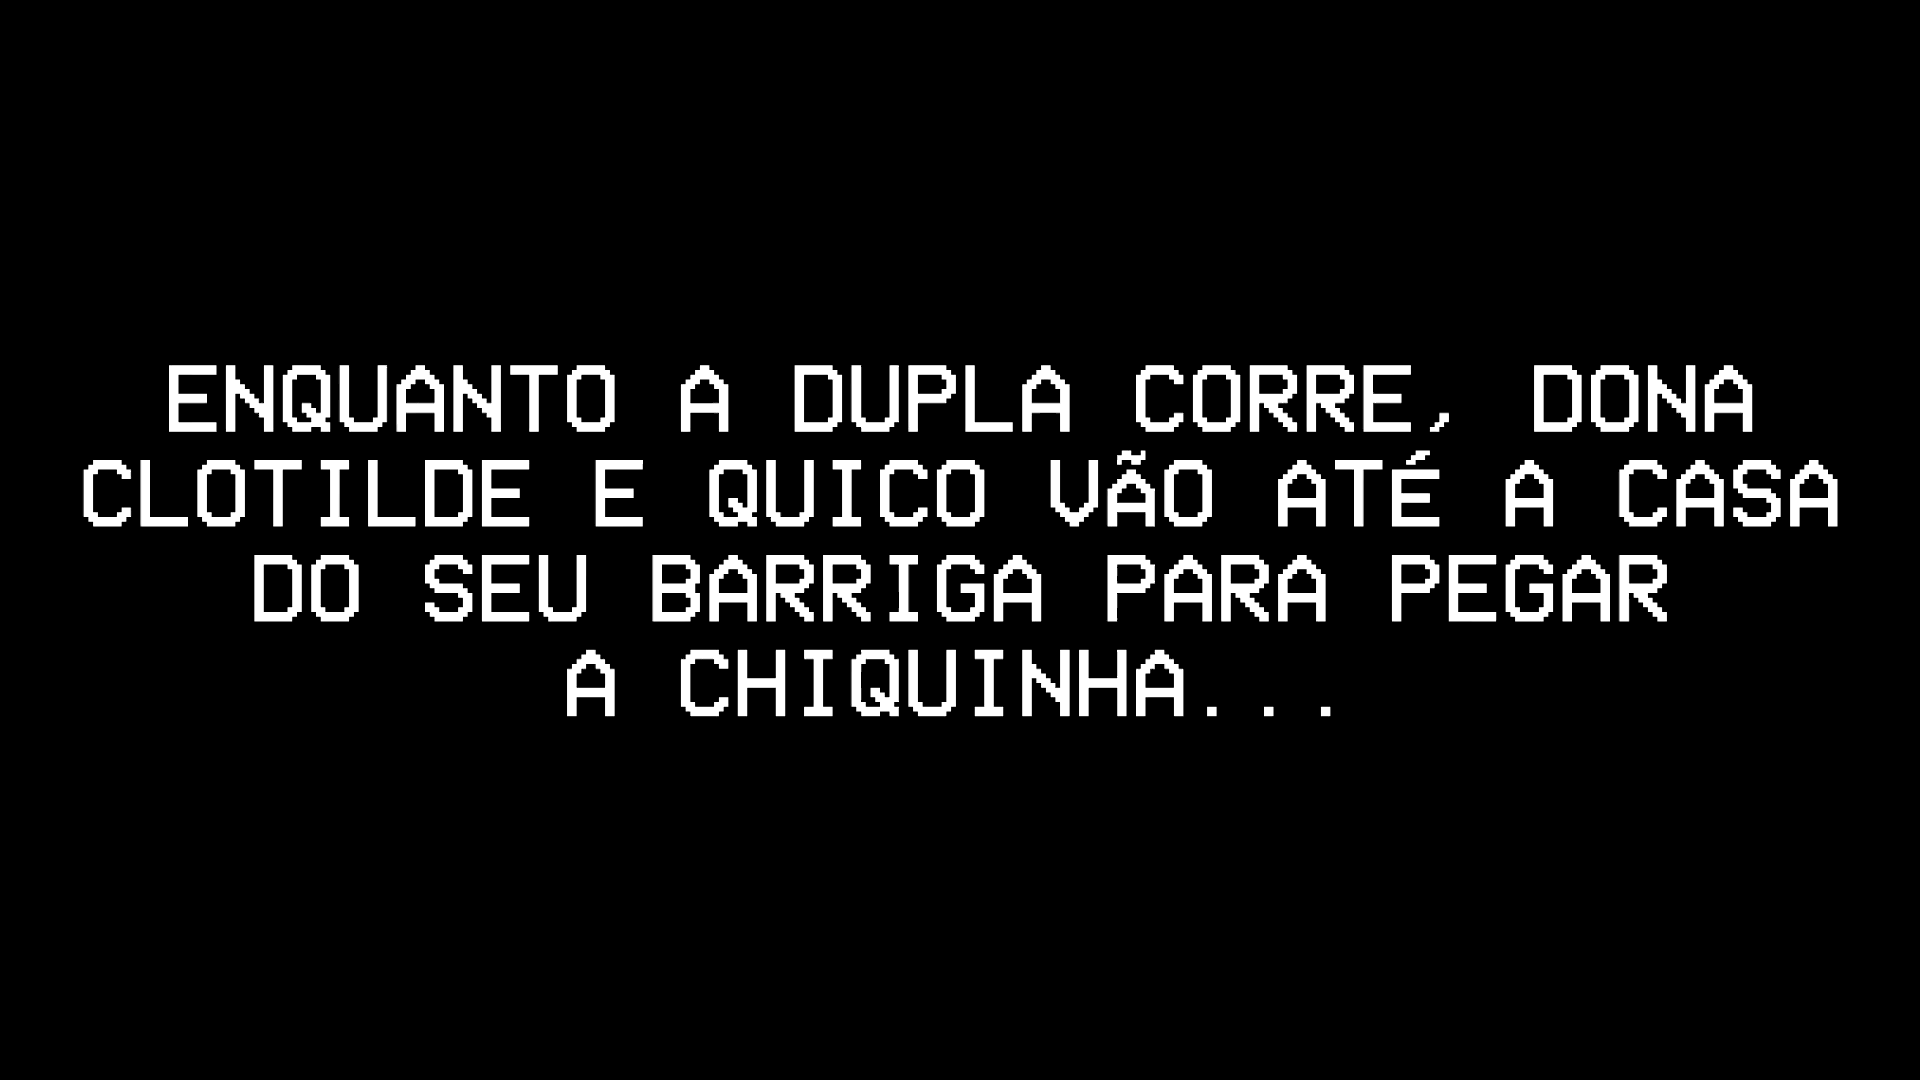 ENQUANTO A DUPLA CORRE, DONA
CLOTILDE E QUICO VÃO ATÉ A CASA
DO SEU BARRIGA PARA PEGAR
A CHIQUINHA...